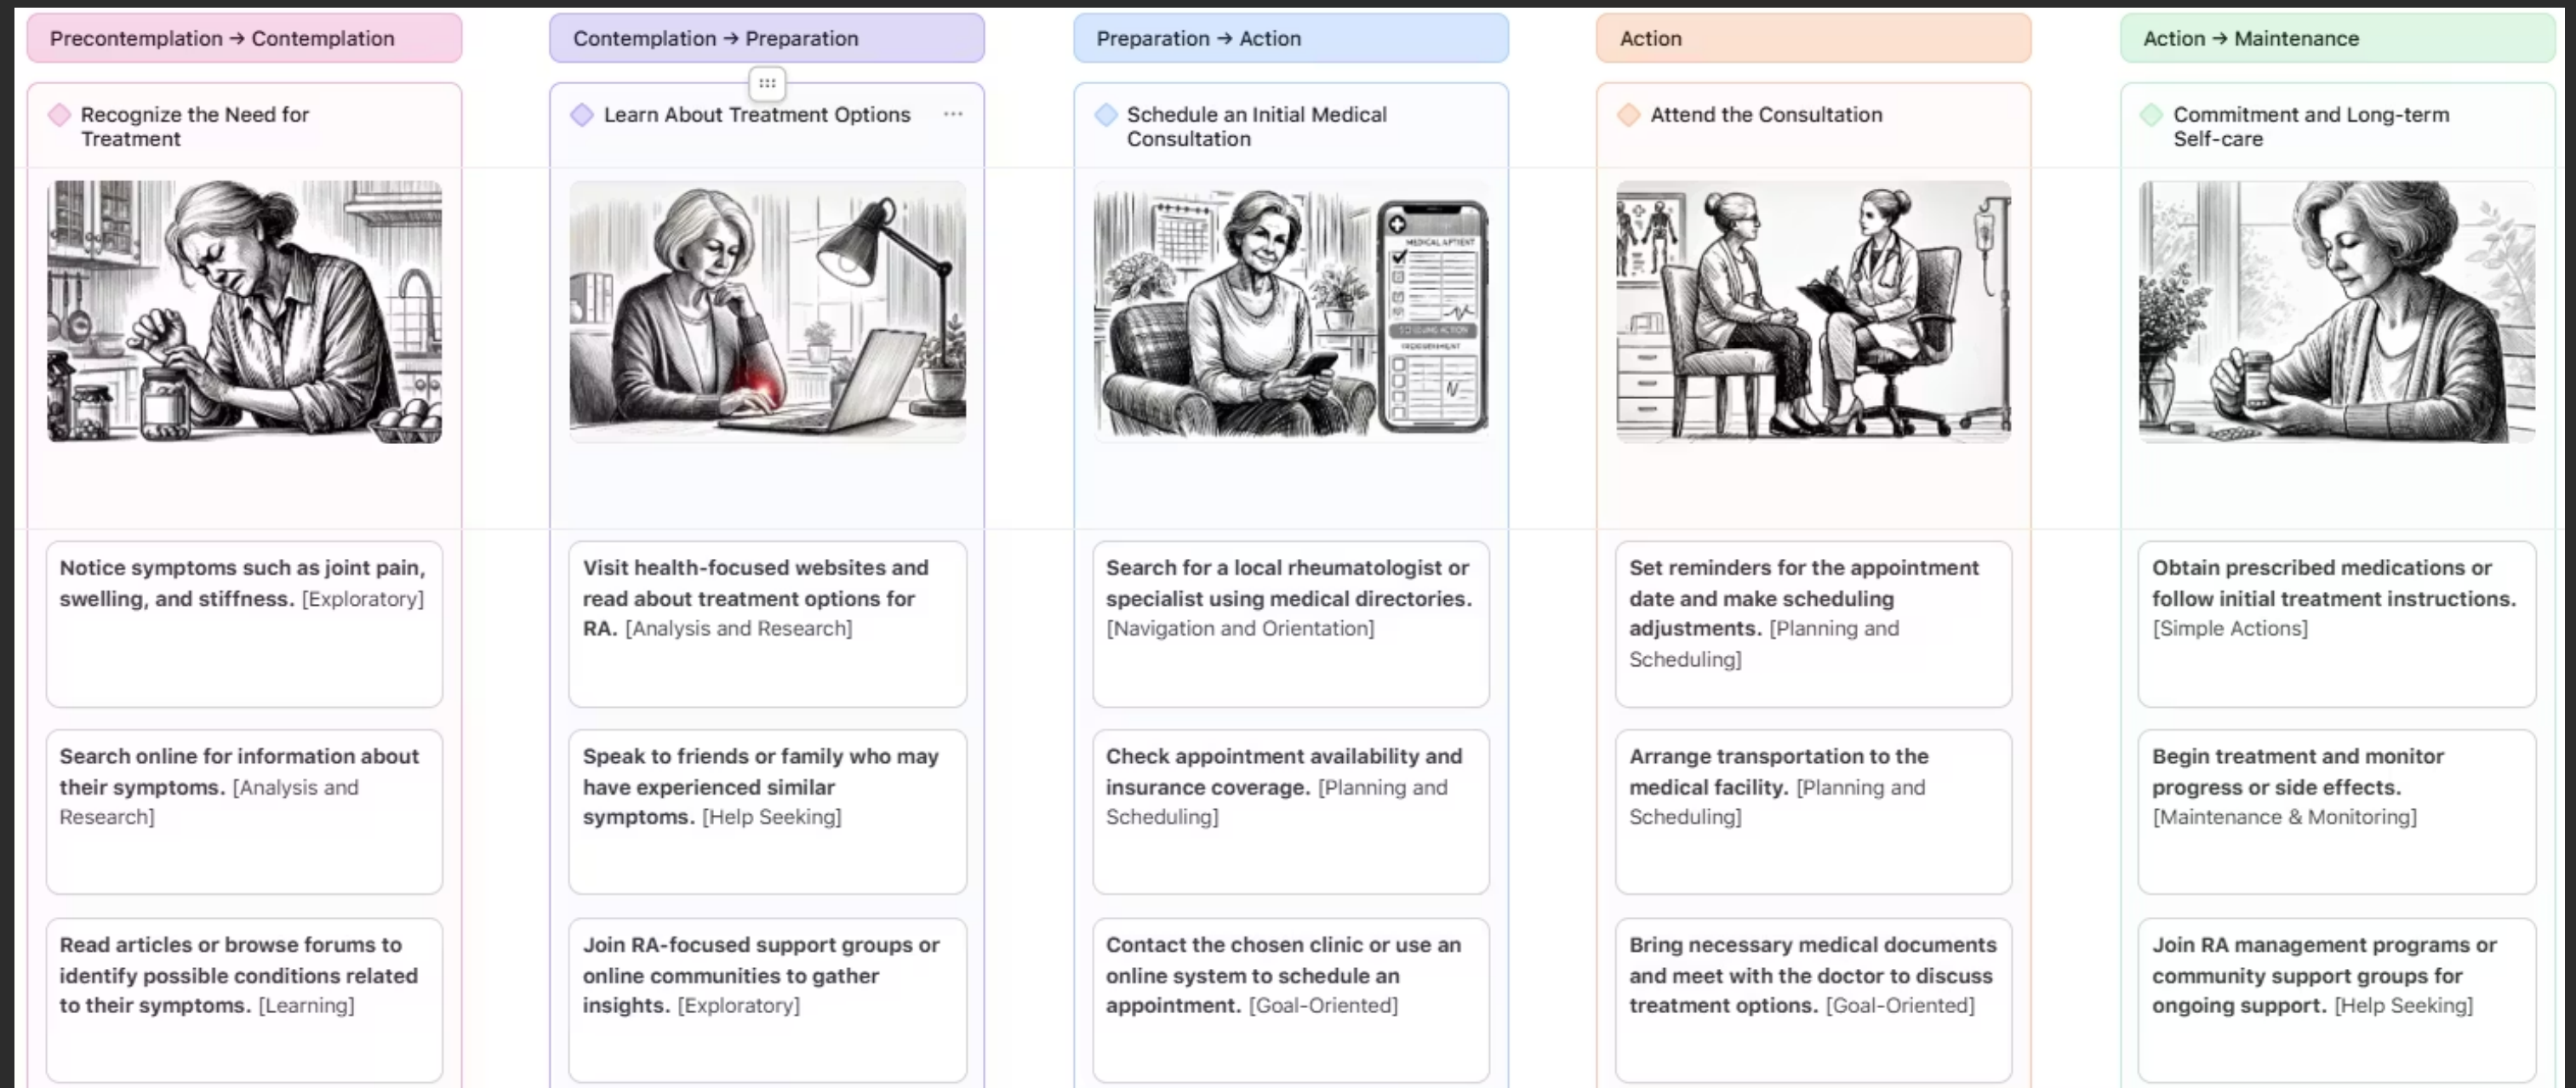 Precontemplation → Contemplation
Contemplation → Preparation
Preparation → Action
Action
Action → Maintenance
Recognize the Need for
Treatment
Learn About Treatment Options
Schedule an Initial Medical
Consultation
Attend the Consultation
Commitment and Long-term
Self-care
Notice symptoms such as joint pain,
swelling, and stiffness. [Exploratory]
Visit health-focused websites and
read about treatment options for
RA. [Analysis and Research]
Search for a local rheumatologist or
specialist using medical directories.
[Navigation and Orientation]
Set reminders for the appointment
date and make scheduling
adjustments. [Planning and
Scheduling]
Obtain prescribed medications or
follow initial treatment instructions.
[Simple Actions]
Search online for information about
their symptoms. [Analysis and
Research]
Speak to friends or family who may
have experienced similar
symptoms. [Help Seeking]
Check appointment availability and
insurance coverage. [Planning and
Scheduling]
Arrange transportation to the
medical facility. [Planning and
Scheduling]
Begin treatment and monitor
progress or side effects.
[Maintenance & Monitoring]
Read articles or browse forums to
identify possible conditions related
to their symptoms. [Learning]
Join RA-focused support groups or
online communities to gather
insights. [Exploratory]
Contact the chosen clinic or use an
online system to schedule an
appointment. [Goal-Oriented]
Bring necessary medical documents
and meet with the doctor to discuss
treatment options. [Goal-Oriented]
Join RA management programs or
community support groups for
ongoing support. [Help Seeking]